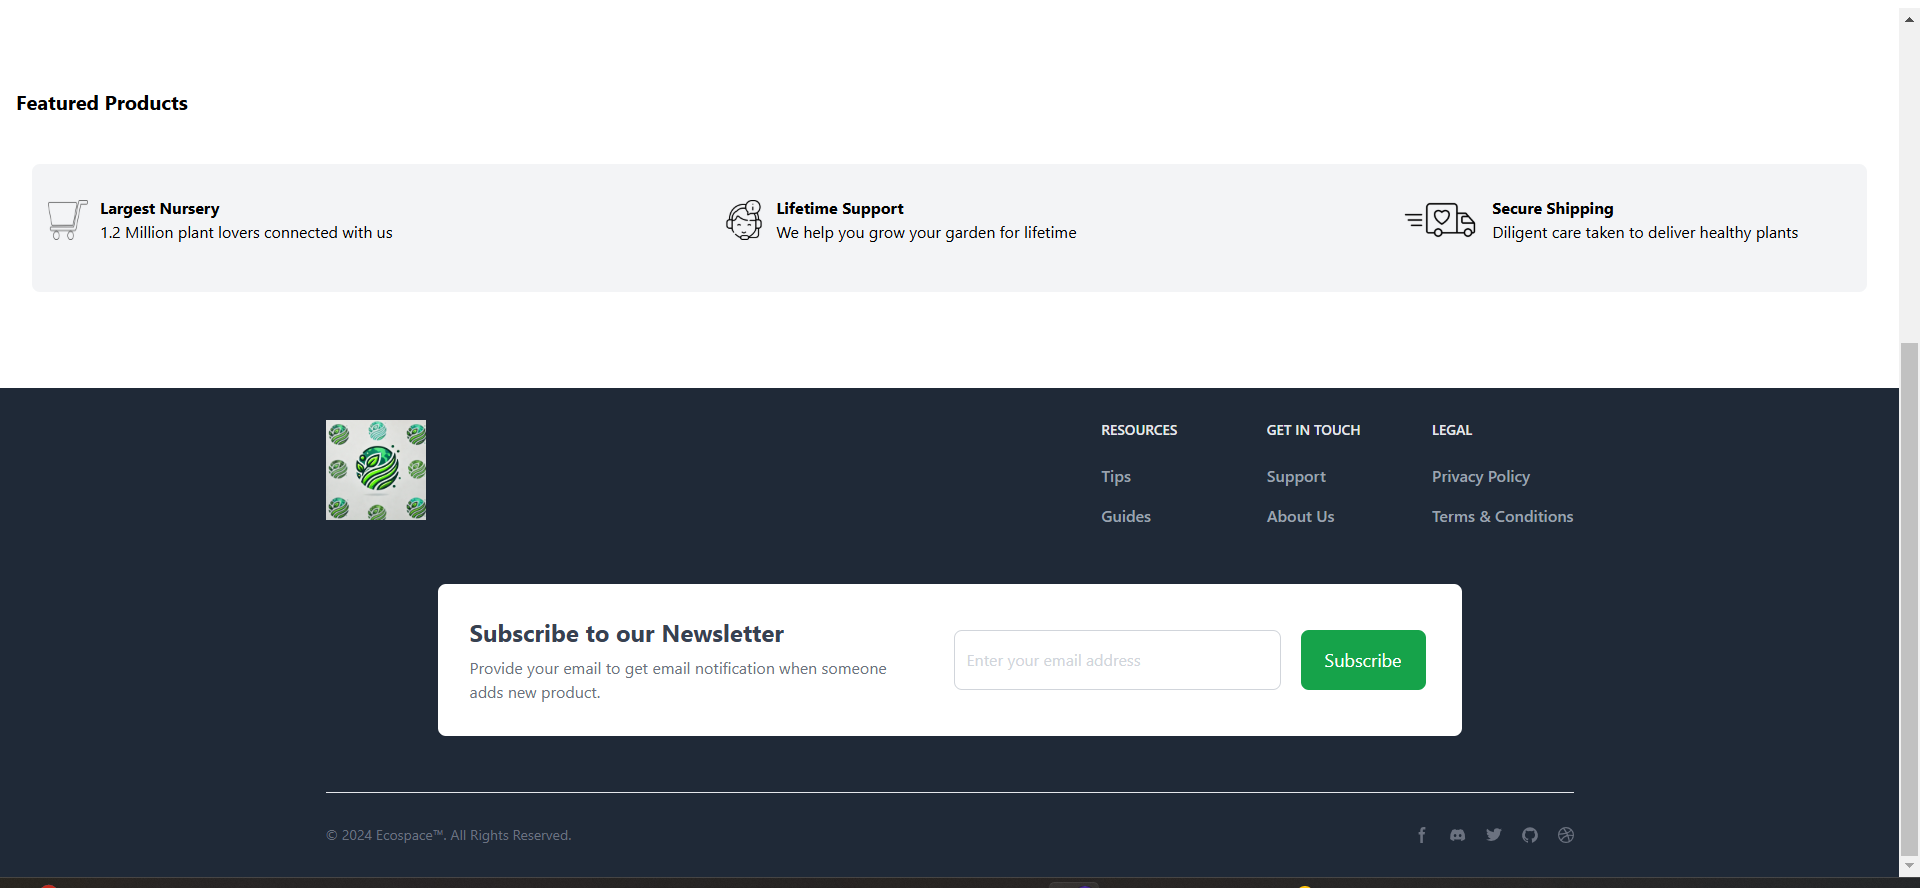 Featured Products
Largest Nursery
1.2 Million plant lovers connected with us
Lifetime Support
We help you grow your garden for lifetime
Secure Shipping
Diligent care taken to deliver healthy plants
RESOURCES
Tips
Guides
GET IN TOUCH
Support
About Us
LEGAL
Privacy Policy
Terms & Conditions
Subscribe to our Newsletter
Provide your email to get email notification when someone
adds new product.
Enter your email address
Subscribe
© 2024 Ecospace™. All Rights Reserved.